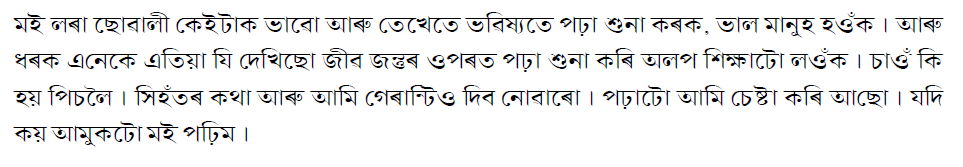 মই লৰা ছোৱালী কেইটাক ভাবো আৰু তেখেতে ভৱিষ্যতে পঢ়া শুনা কৰক, ভাল মানুহ হওঁক । আৰু
ধৰক এনেকে এতিয়া যি দেখিছো জীৱ জন্তুৰ ওপৰত পঢ়া শুনা কৰি অলপ শিক্ষাটো লওঁক । চাওঁ কি
হয় পিচলৈ । সিহঁতৰ কথা আৰু আমি গেৰাণ্টিও দিব নোৱাৰো । পঢ়াটো আমি চেষ্টা কৰি আছো । যদি
কয় আমুকটো মই পঢ়িম ।